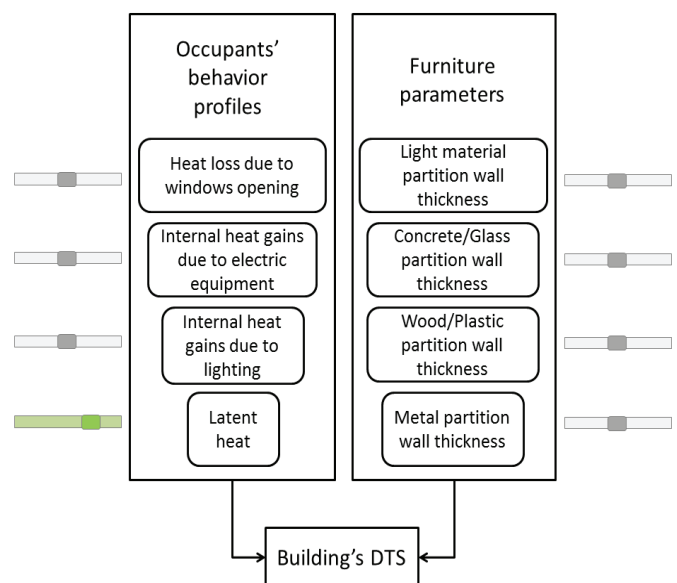 Occupants'
behavior
profiles
Heat loss due to
windows opening
Internal heat gains
due to electric
equipment
Internal heat
gains due to
lighting
Latent
heat
Furniture
parameters
Light material
partition wall
thickness
Concrete/Glass
partition wall
thickness
Wood/Plastic
partition wall
thickness
Metal partition
wall thickness
Building's DTS